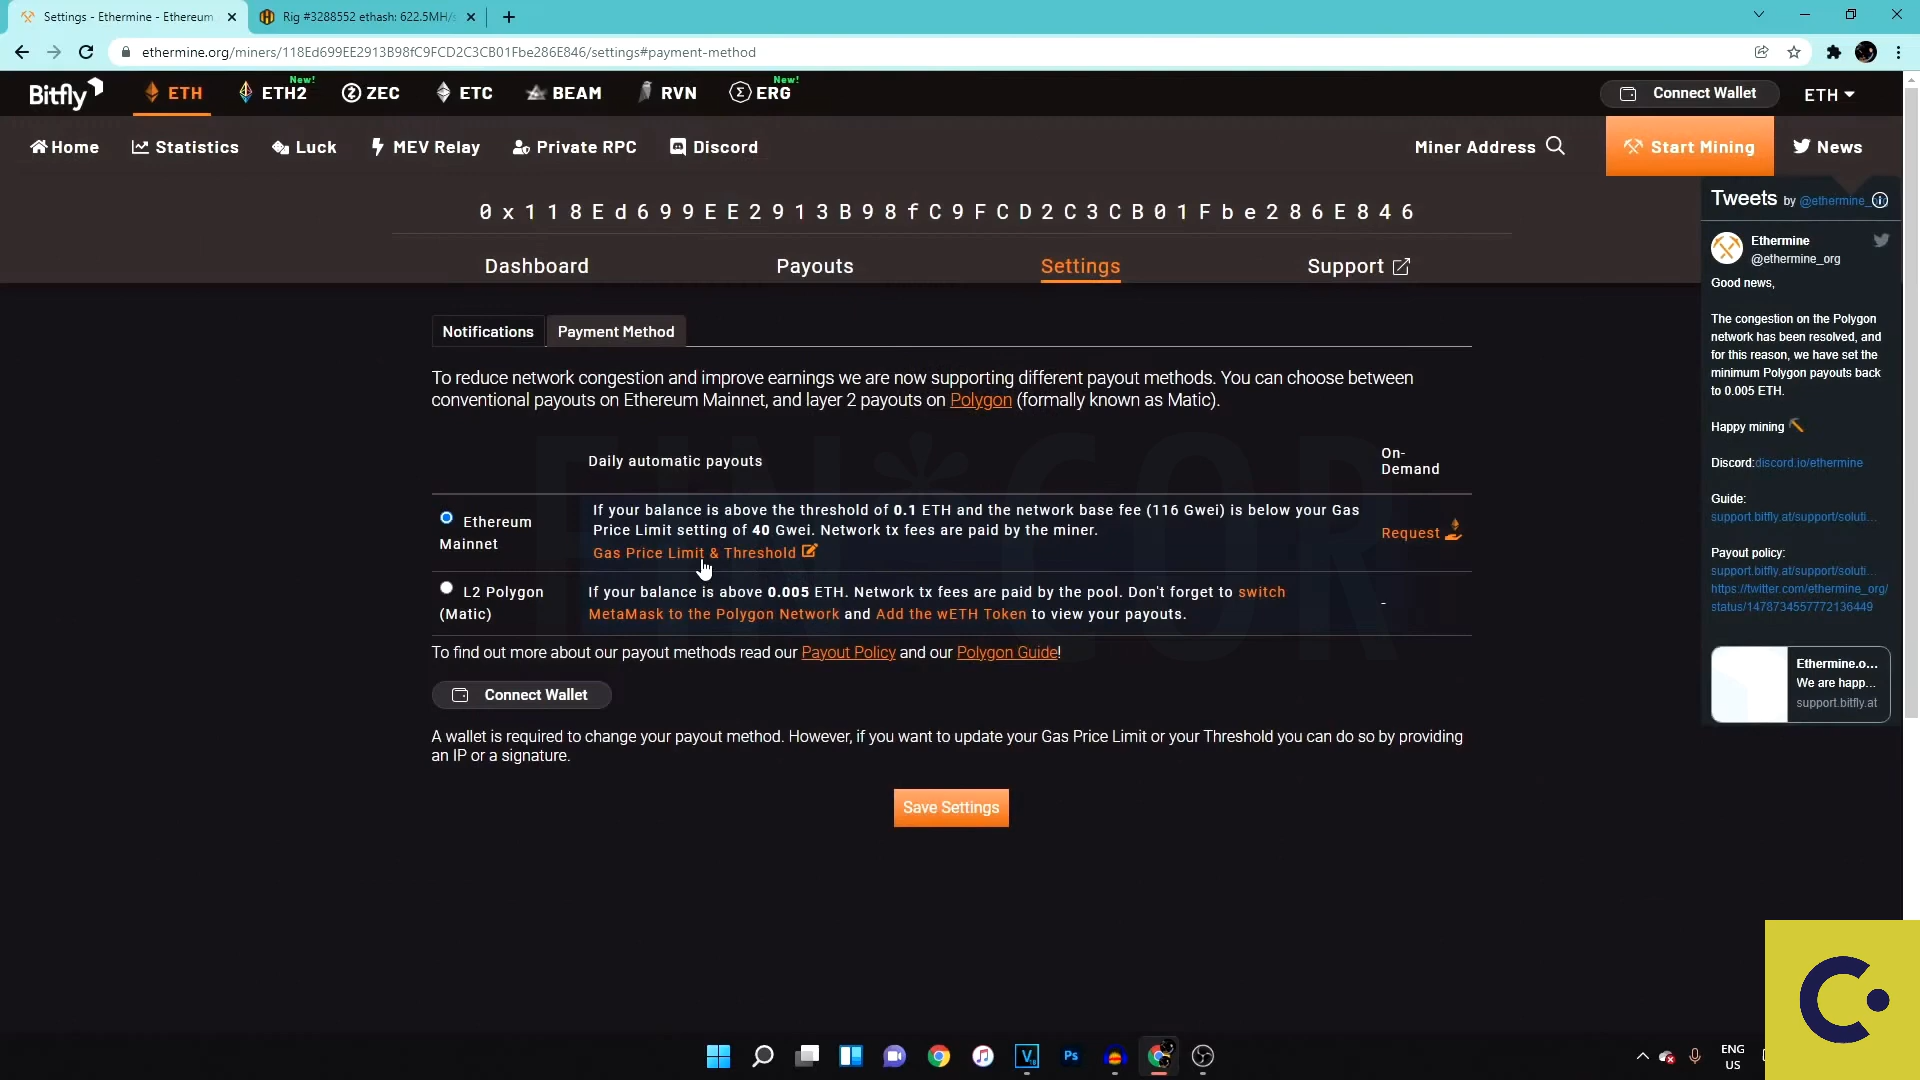 Settings - Ethermine - Ethereum
Rig #3288552 ethash: 622.5MH/s
ethermine.org/miners/118Ed699EE2913B98fC9FCD2C3CB01Fbe286E846/settings#payment-method
Bitfly
ETH
ETH2 New!
ZEC
ETC
BEAM
RVN
ERG New!
Connect Wallet
ETH
Home
Statistics
Luck
MEV Relay
Private RPC
Discord
Miner Address
Start Mining
News
0x118Ed699EE2913B98fC9FCD2C3CB01Fbe286E846
Dashboard
Payouts
Settings
Support
Notifications
Payment Method
To reduce network congestion and improve earnings we are now supporting different payout methods. You can choose between
conventional payouts on Ethereum Mainnet, and layer 2 payouts on Polygon (formally known as Matic).
Daily automatic payouts
On-
Demand
Ethereum
Mainnet
If your balance is above the threshold of 0.1 ETH and the network base fee (116 Gwei) is below your Gas
Price Limit setting of 40 Gwei. Network tx fees are paid by the miner.
Gas Price Limit & Threshold
Request
L2 Polygon
(Matic)
If your balance is above 0.005 ETH. Network tx fees are paid by the pool. Don't forget to switch
MetaMask to the Polygon Network and Add the wETH Token to view your payouts.
-
To find out more about our payout methods read our Payout Policy and our Polygon Guide!
Connect Wallet
A wallet is required to change your payout method. However, if you want to update your Gas Price Limit or your Threshold you can do so by providing
an IP or a signature.
Save Settings
Tweets by @ethermine_
Ethermine
@ethermine_org
Good news,
The congestion on the Polygon
network has been resolved, and
for this reason, we have set the
minimum Polygon payouts back
to 0.005 ETH.
Happy mining
Discord:discord.io/ethermine
Guide:
support.bitfly.at/support/soluti...
Payout policy:
support.bitfly.at/support/soluti...
https://twitter.com/ethermine_org/
status/1478734557772136449
Ethermine.o...
We are happ...
support.bitfly.at
ENG
US